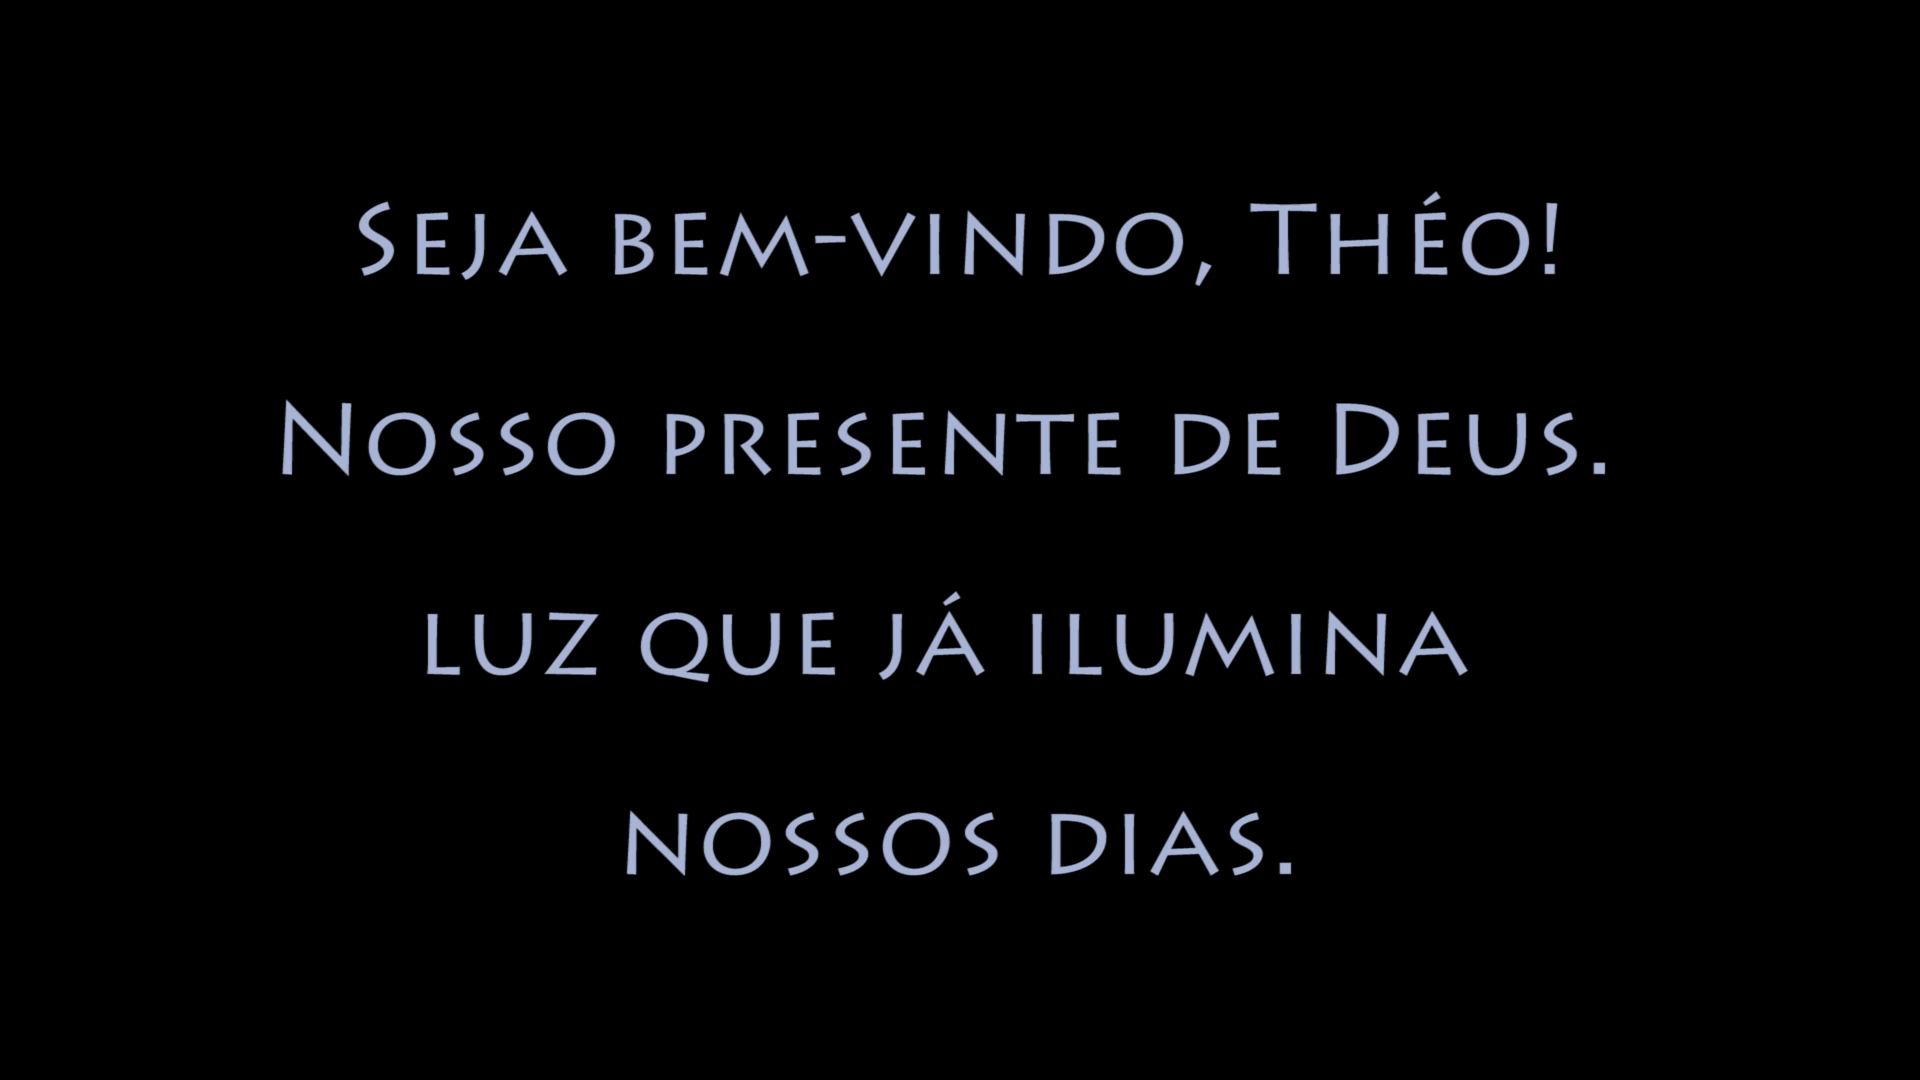 Seja bem-vindo, Théo!
Nosso presente de Deus.
luz que já ilumina
nossos dias.